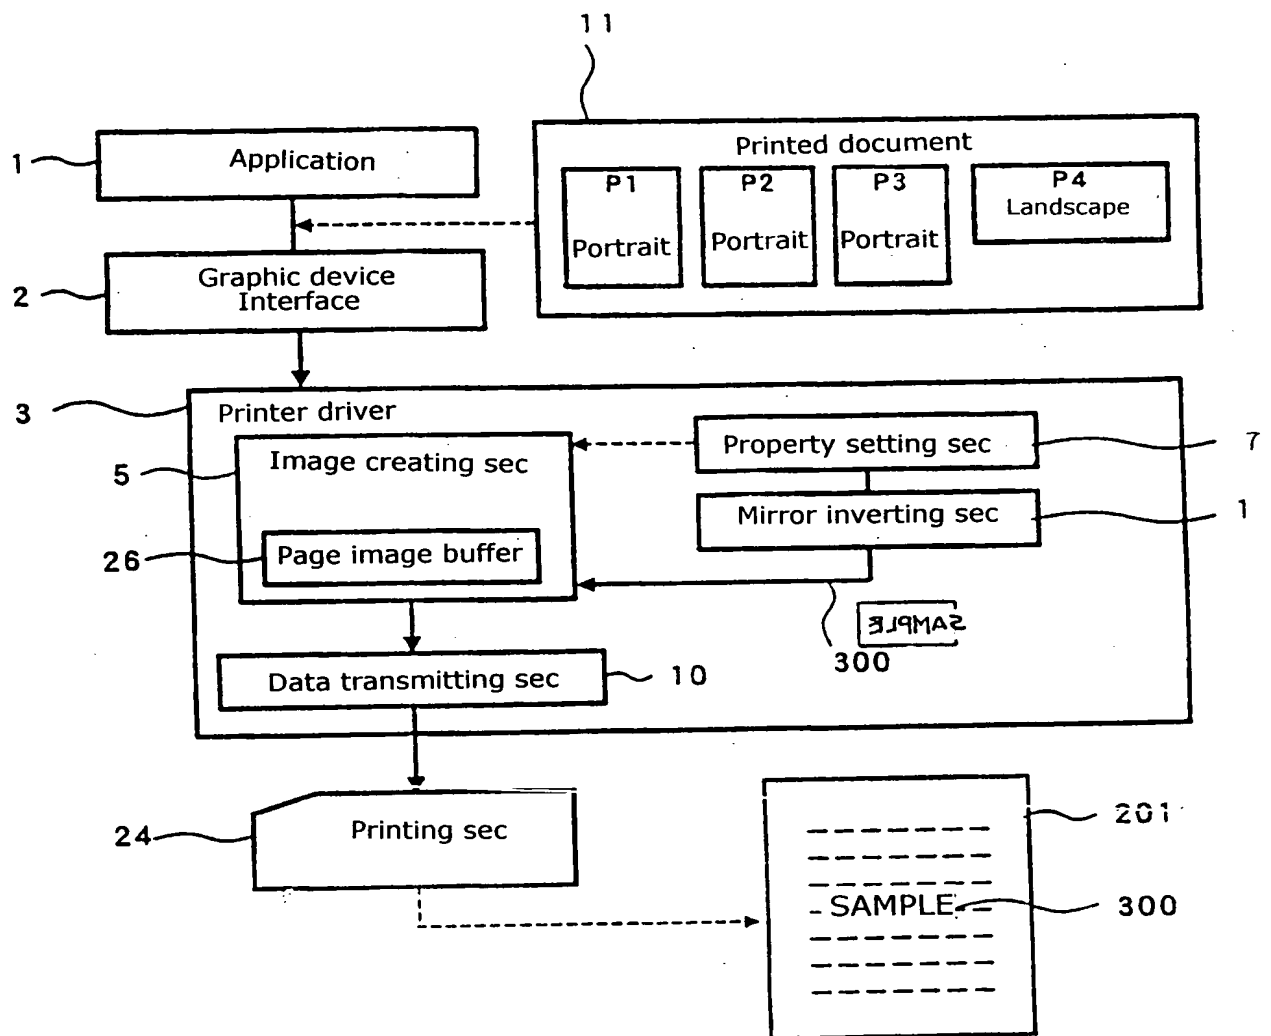 11
Printed document
1
Application
P1
P2
P3
P4
Landscape
Portrait
Portrait
Portrait
2
Graphic device
Interface
3
Printer driver
5
Image creating sec
Property setting sec
7
Mirror inverting sec
1
26
Page image buffer
SAMPLE
300
Data transmitting sec
10
24
Printing sec
201
SAMPLE
300